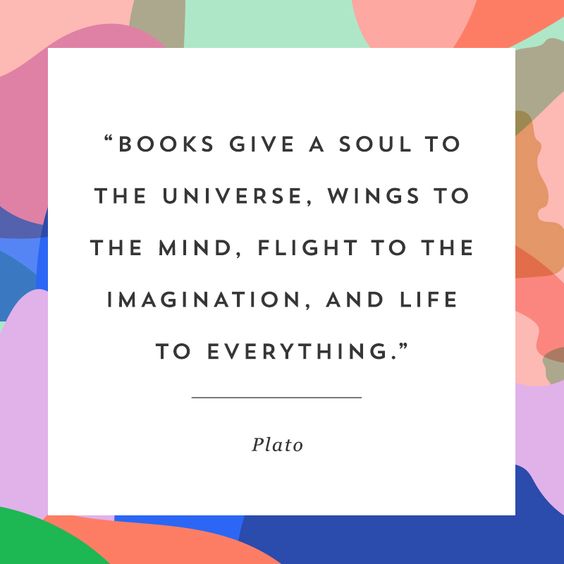 “BOOKS GIVE A SOUL TO
THE UNIVERSE, WINGS TO
THE MIND, FLIGHT TO THE
IMAGINATION, AND LIFE
TO EVERYTHING.”
Plato